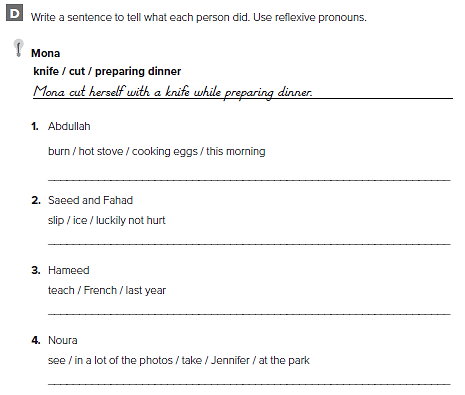 D Write a sentence to tell what each person did. Use reflexive pronouns.
Mona
knife / cut / preparing dinner
Mona cut herself with a knife while preparing dinner.
1. Abdullah
burn / hot stove / cooking eggs / this morning
2. Saeed and Fahad
slip / ice / luckily not hurt
3. Hameed
teach / French / last year
4. Noura
see / in a lot of the photos / take / Jennifer / at the park